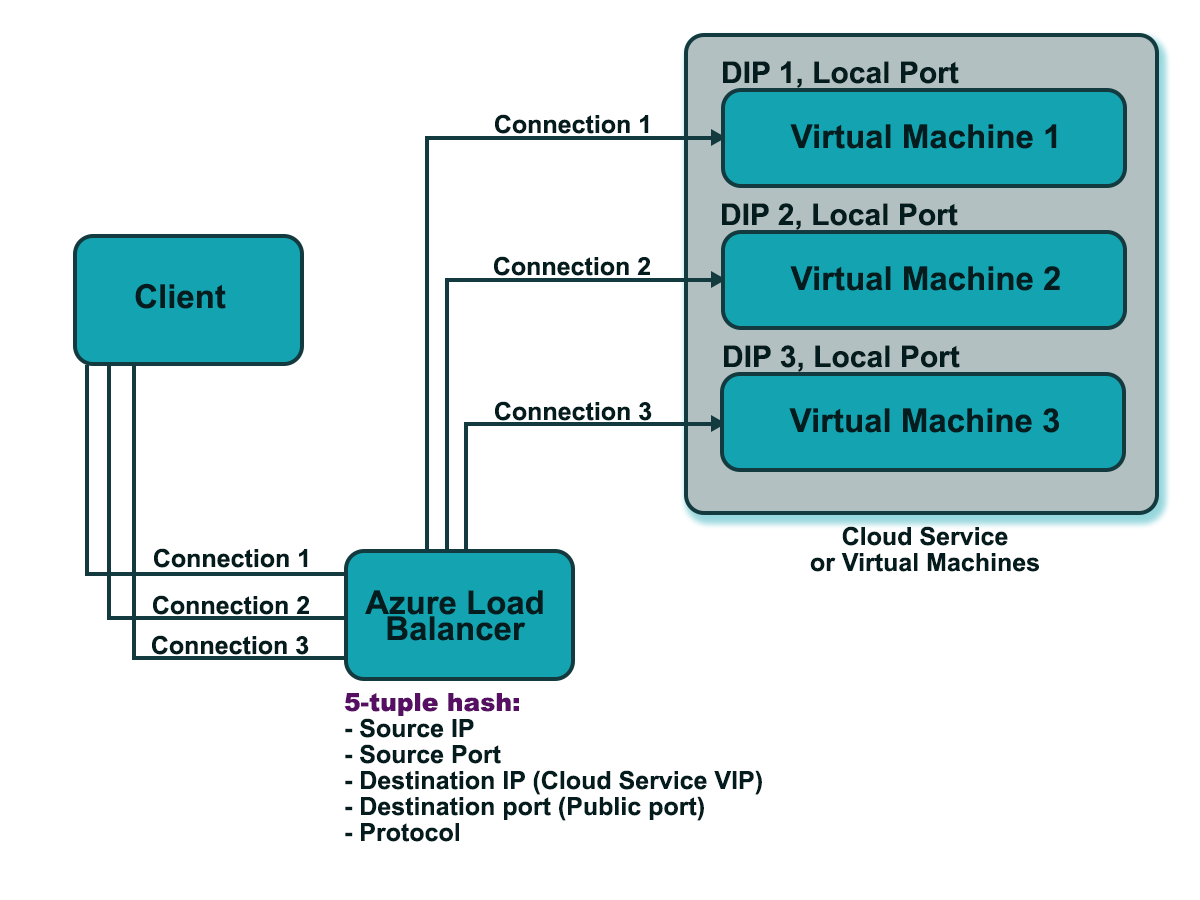 DIP 1, Local Port
Connection 1
Virtual Machine 1
DIP 2, Local Port
Connection 2
Virtual Machine 2
Client
DIP 3, Local Port
Connection 3
Virtual Machine 3
Cloud Service
or Virtual Machines
Connection 1
Connection 2
Connection 3
Azure Load
Balancer
5-tuple hash:
- Source IP
- Source Port
- Destination IP (Cloud Service VIP)
- Destination port (Public port)
- Protocol